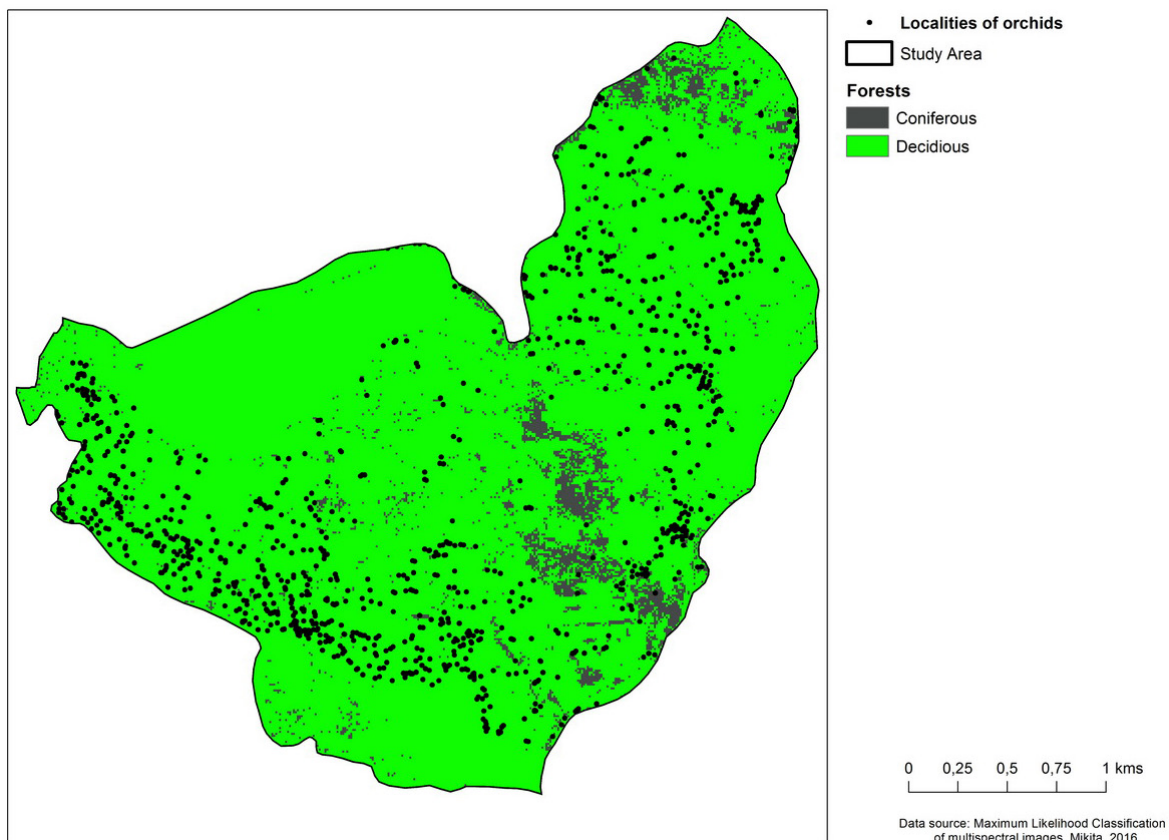 Localities of orchids
Study Area
Forests
Coniferous
Decidious
0 0,25 0,5 0,75 1 kms
Data source: Maximum Likelihood Classification
of multispectral images, Mikita, 2016